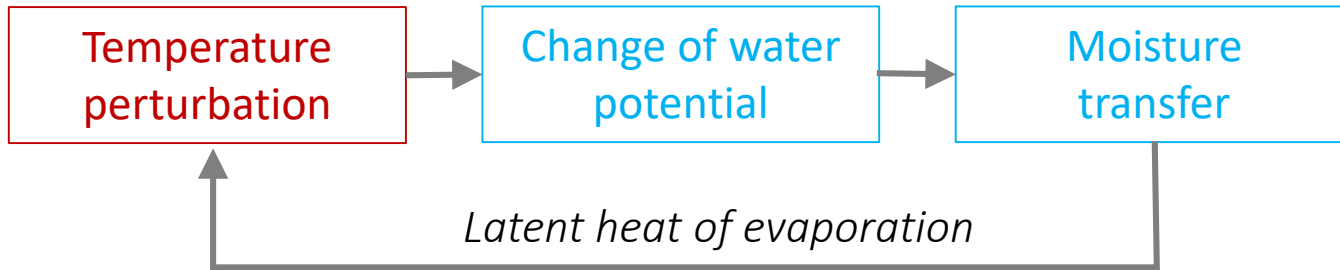 Temperature
perturbation
Change of water
potential
Moisture
transfer
Latent heat of evaporation